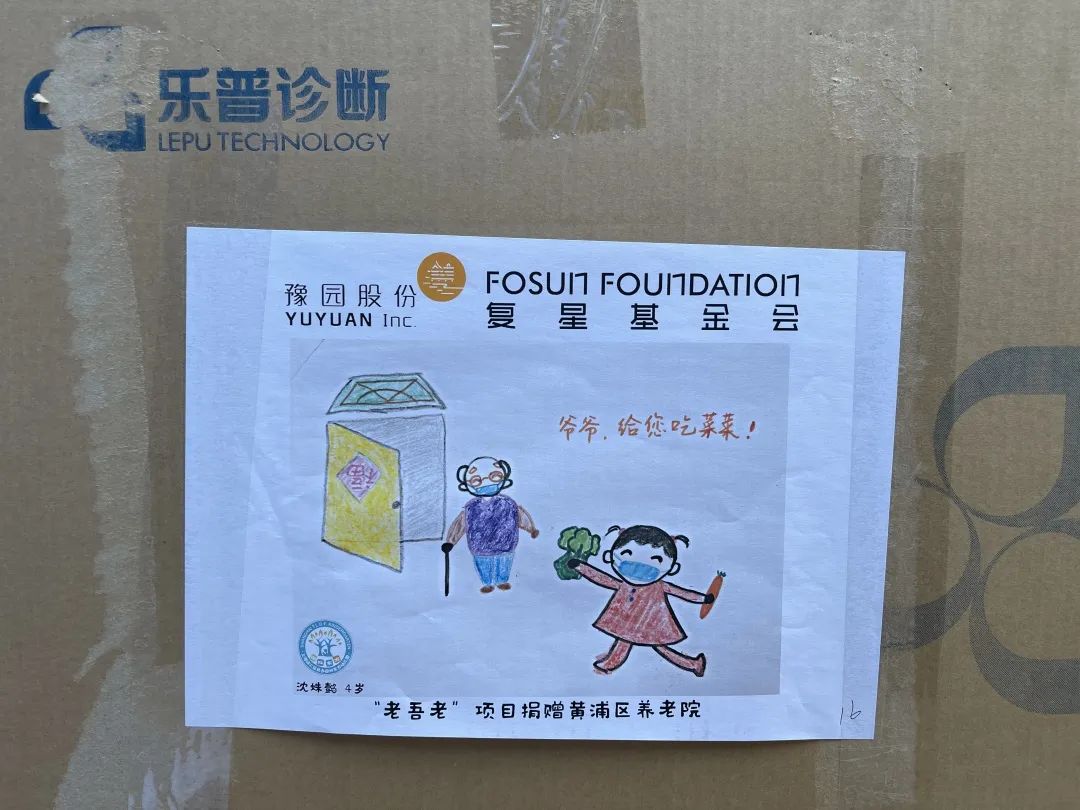 乐普诊断
LEPU TECHNOLOGY
豫园股份
YUYUAN Inc.
FOSUN FOUNDATION
复星基金会
爷爷，给您吃菜菜！
福
沈姝懿 4岁
“老吾老”项目捐赠黄浦区养老院
16